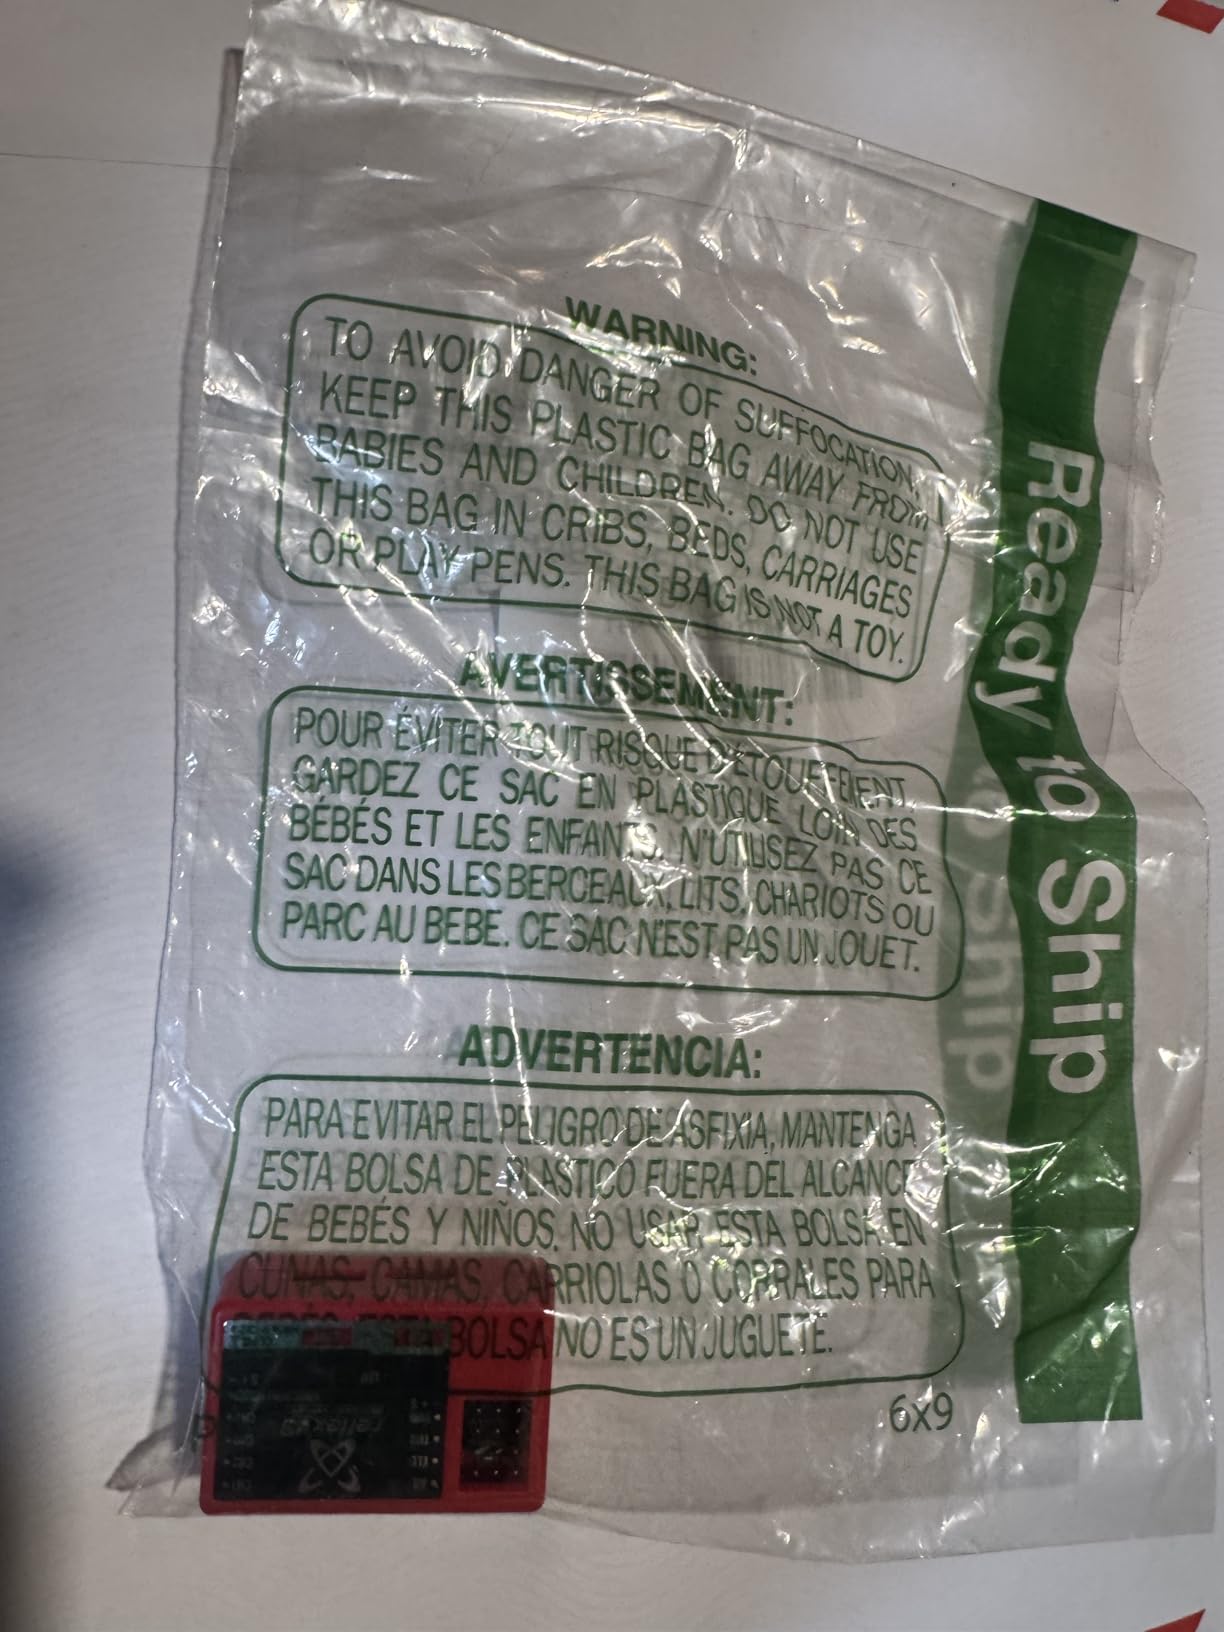 WARNING:
TO AVOID DANGER OF SUFFOCATION,
KEEP THIS PLASTIC BAG AWAY FROM
BABIES AND CHILDREN. DO NOT USE
THIS BAG IN CRIBS, BEDS, CARRIAGES
OR PLAY PENS. THIS BAG IS NOT A TOY.
AVERTISSEMENT:
POUR ÉVITER TOUT RISQUE D'ÉTOUFFEIENT,
GARDEZ CE SAC EN PLASTIQUE LOIN DES
BÉBÉS ET LES ENFANTS. N'UTILISEZ PAS CE
SAC DANS LES BERCEAUX, LITS, CHARIOTS OU
PARC AU BEBE. CE SAC N'EST PAS UN JOUET.
ADVERTENCIA:
PARA EVITAR EL PELIGRO DE ASFIXIA, MANTENGA
ESTA BOLSA DE PLASTICO FUERA DEL ALCANCE
DE BEBÉS Y NIÑOS. NO USAR ESTA BOLSA EN
CUNAS, CAMAS, CARRIOLAS O CORRALES PARA
BEBÉS. ESTA BOLSA NO ES UN JUGUETE.
6x9
Ready to Ship